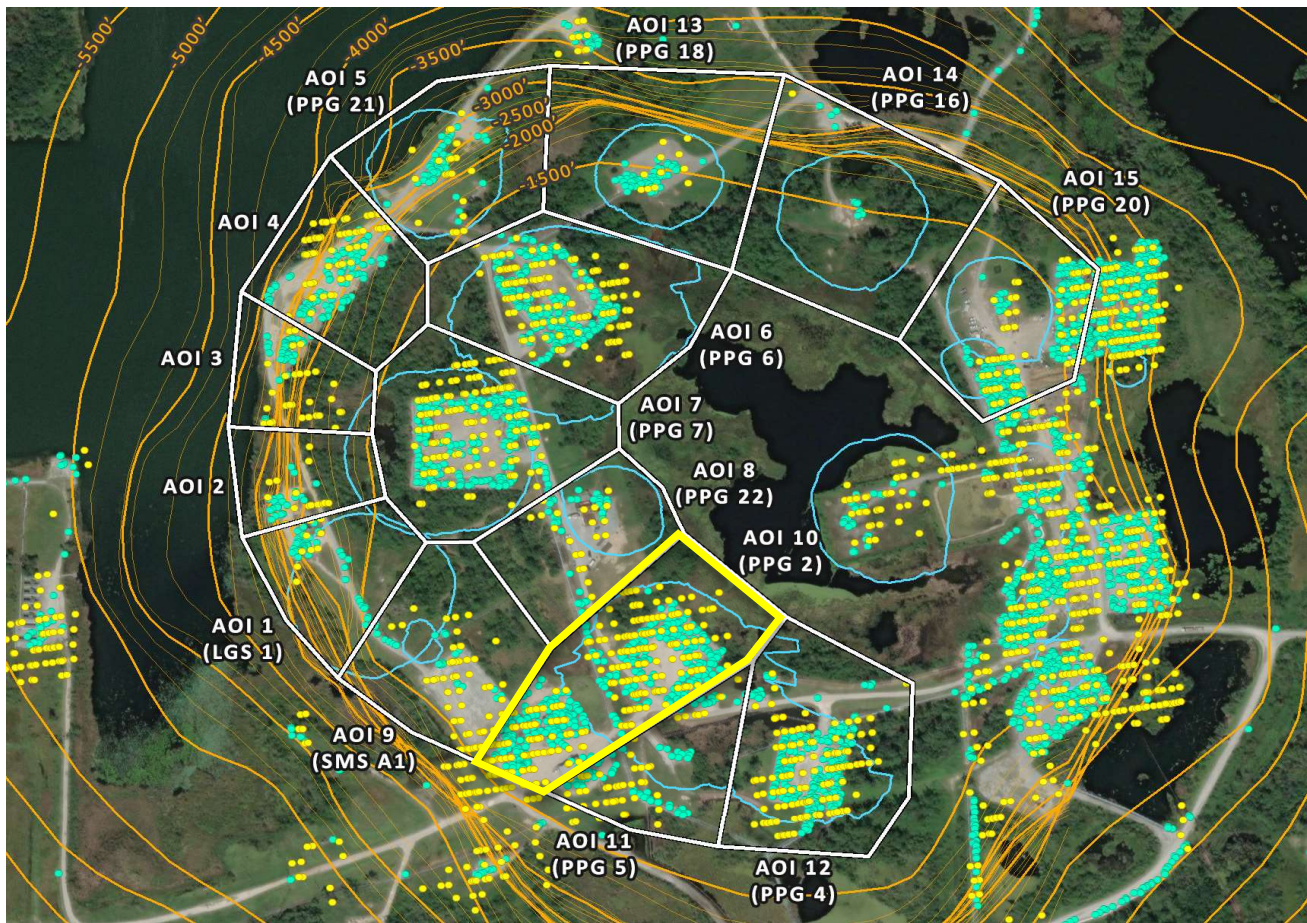 -5500'
-5000'
-4500'
-4000'
-3500'
-3000'
-2500'
-2000'
-1500'
AOI 13
(PPG 18)
AOI 14
(PPG 16)
AOI 5
(PPG 21)
AOI 15
(PPG 20)
AOI 4
AOI 3
AOI 6
(PPG 6)
AOI 7
(PPG 7)
AOI 8
(PPG 22)
AOI 2
AOI 10
(PPG 2)
AOI 1
(LGS 1)
AOI 9
(SMS A1)
AOI 11
(PPG 5)
AOI 12
(PPG 4)